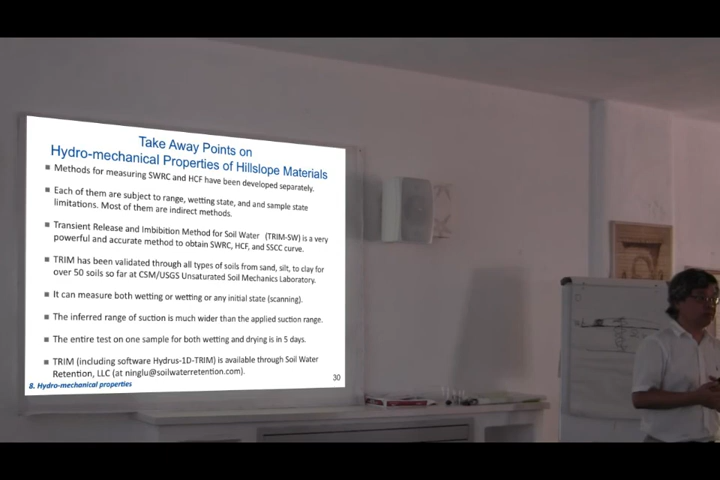 Take Away Points on
Hydro-mechanical Properties of Hillslope Materials
Methods for measuring SWRC and HCF have been developed separately.
Each of them are subject to range, wetting state, and and sample state
limitations. Most of them are indirect methods.
Transient Release and Imbibition Method for Soil Water (TRIM-SW) is a very
powerful and accurate method to obtain SWRC, HCF, and SSCC curve.
TRIM has been validated through all types of soils from sand, silt, to clay for
over 50 soils so far at CSM/USGS Unsaturated Soil Mechanics Laboratory.
It can measure both wetting or wetting or any initial state (scanning).
The inferred range of suction is much wider than the applied suction range.
The entire test on one sample for both wetting and drying is in 5 days.
TRIM (including software Hydrus-1D-TRIM) is available through Soil Water
Retention, LLC (at ninglu@soilwaterretention.com).
8. Hydro-mechanical properties
30